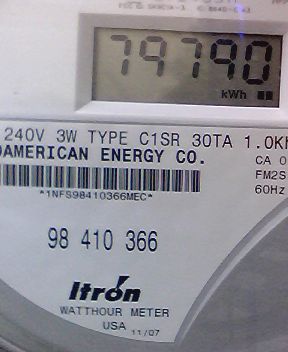 79790
kWh
240V 3W TYPE C1SR 30TA 1.0Kh
AMERICAN ENERGY CO.
CA 0
FM2S
60Hz
*1NFS98410366MEC*
98 410 366
Itron
WATTHOUR METER
USA 11/07